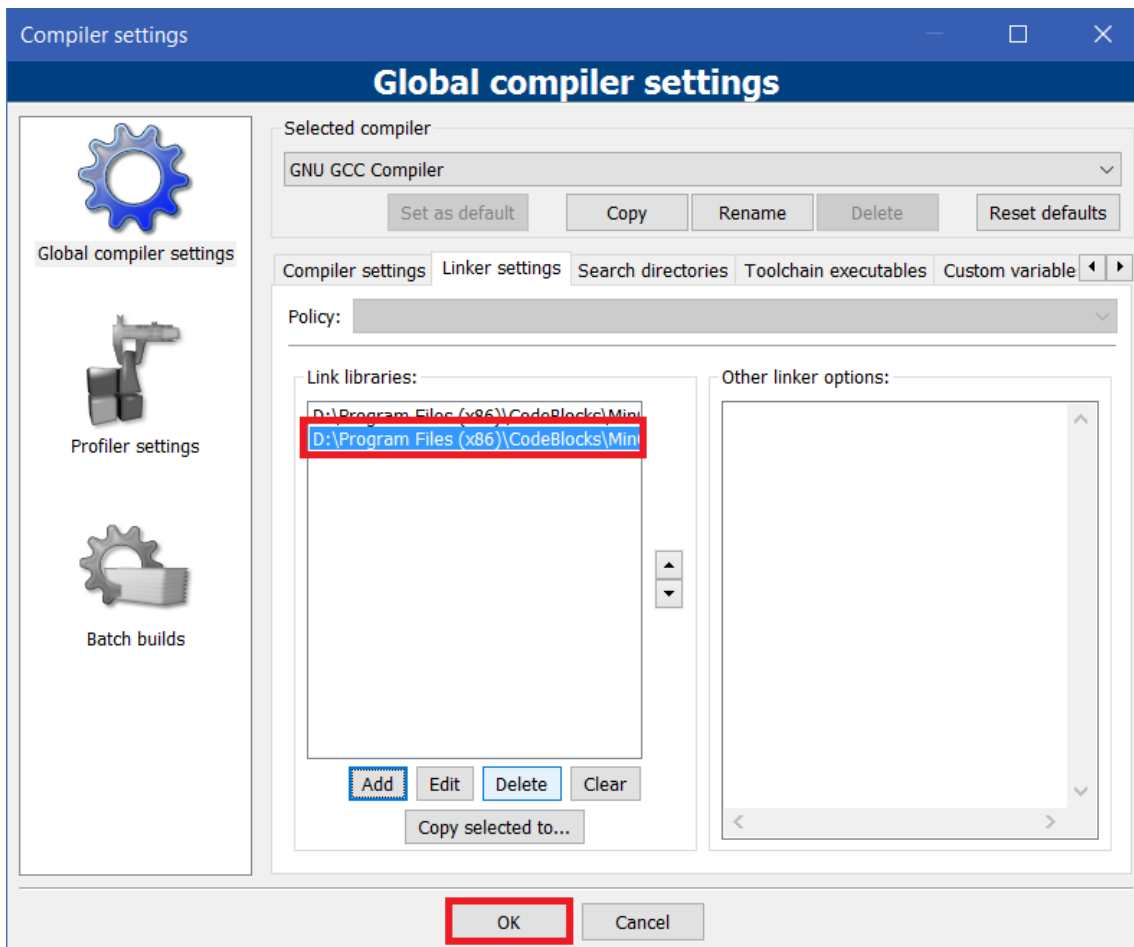 Compiler settings
Global compiler settings
Global compiler settings
Profiler settings
Batch builds
Selected compiler
GNU GCC Compiler
Set as default Copy Rename Delete Reset defaults
Compiler settings Linker settings Search directories Toolchain executables Custom variable
Policy:
Link libraries:
D:\Program Files (x86)\CodeBlocks\Min
D:\Program Files (x86)\CodeBlocks\Min
Add Edit Delete Clear
Copy selected to...
Other linker options:
OK Cancel